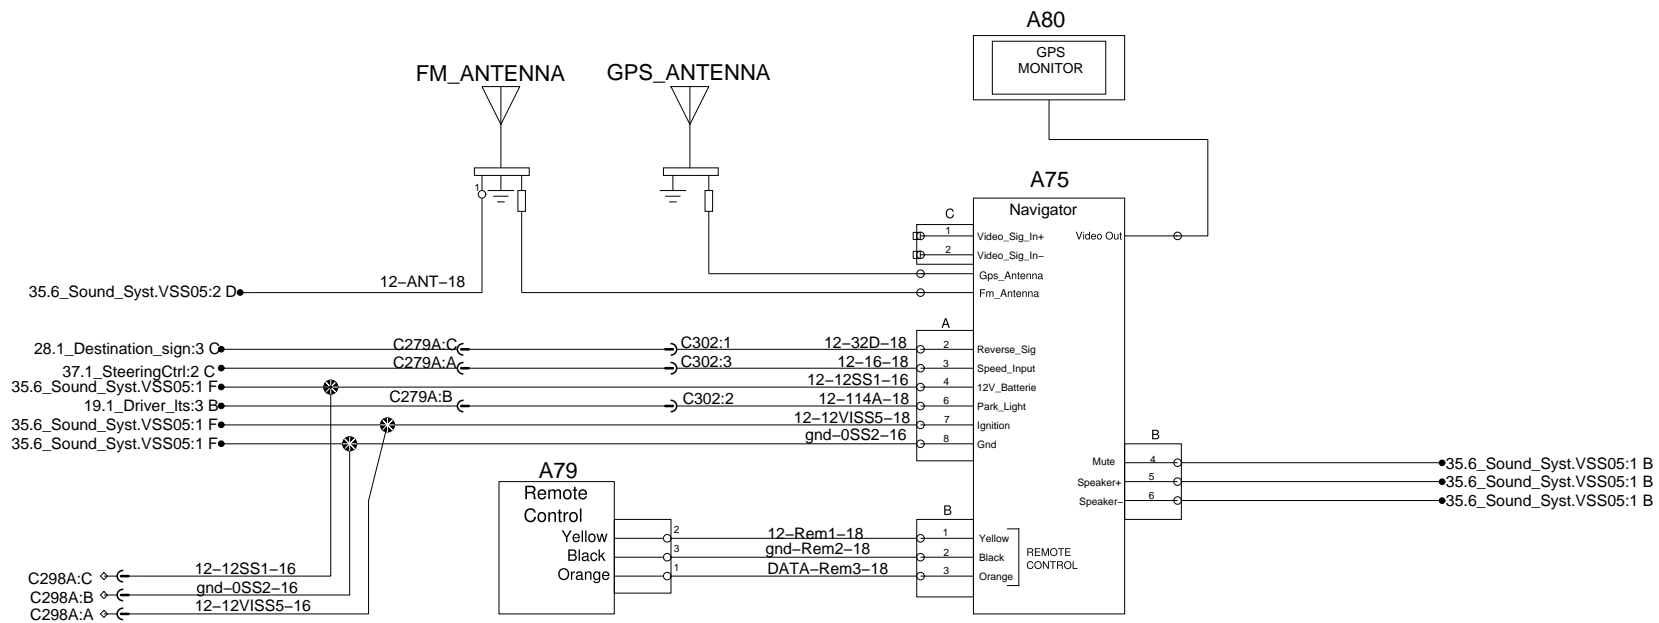 A80
GPS
MONITOR
FM_ANTENNA
GPS_ANTENNA
A75
Navigator
C
1
Video_Sig_In+
Video Out
2
Video_Sig_In−
Gps_Antenna
Fm_Antenna
1
12−ANT−18
35.6_Sound_Syst.VSS05:2 D
A
28.1_Destination_sign:3 C
C279A:C
C302:1
12−32D−18
2
Reverse_Sig
37.1_SteeringCtrl:2 C
C279A:A
C302:3
12−16−18
3
Speed_Input
35.6_Sound_Syst.VSS05:1 F
12−12SS1−16
4
12V_Batterie
19.1_Driver_lts:3 B
C279A:B
C302:2
12−114A−18
6
Park_Light
35.6_Sound_Syst.VSS05:1 F
12−12VISS5−18
7
Ignition
35.6_Sound_Syst.VSS05:1 F
gnd−0SS2−16
8
Gnd
B
Mute
4
35.6_Sound_Syst.VSS05:1 B
Speaker+
5
35.6_Sound_Syst.VSS05:1 B
Speaker−
6
35.6_Sound_Syst.VSS05:1 B
A79
Remote
Control
B
Yellow
2
12−Rem1−18
1
Yellow
Black
3
gnd−Rem2−18
2
Black
Orange
1
DATA−Rem3−18
3
Orange
REMOTE
CONTROL
C298A:C
12−12SS1−16
C298A:B
gnd−0SS2−16
C298A:A
12−12VISS5−16